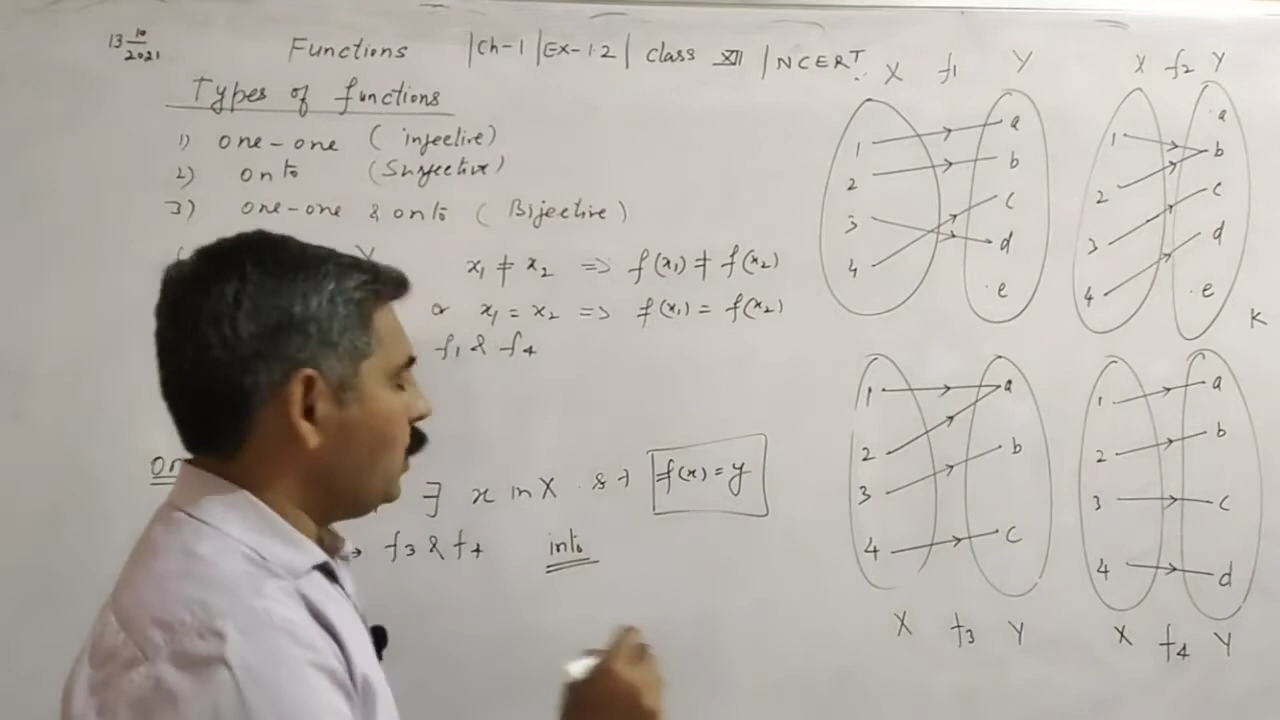 13 10/2021 Functions |Ch-1 |Ex-1.2| Class XII |NCERT.
Types of functions
1) one-one (injective)
2) onto (Surjective)
3) one-one & onto (Bijective)
x₁ ≠ x₂ => f(x₁) ≠ f(x₂)
or x₁ = x₂ => f(x₁) = f(x₂)
f₁ & f₄
On
∃ x in X s.t f(x) = y
→ f₃ & f₄ into
X f₁ Y
1 a
2 b
3 c
4 d
e
X f₂ Y
a
1 b
2 c
3 d
4 e
K
1 a
2 b
3 c
4
X f₃ Y
1 a
2 b
3 c
4 d
X f₄ Y